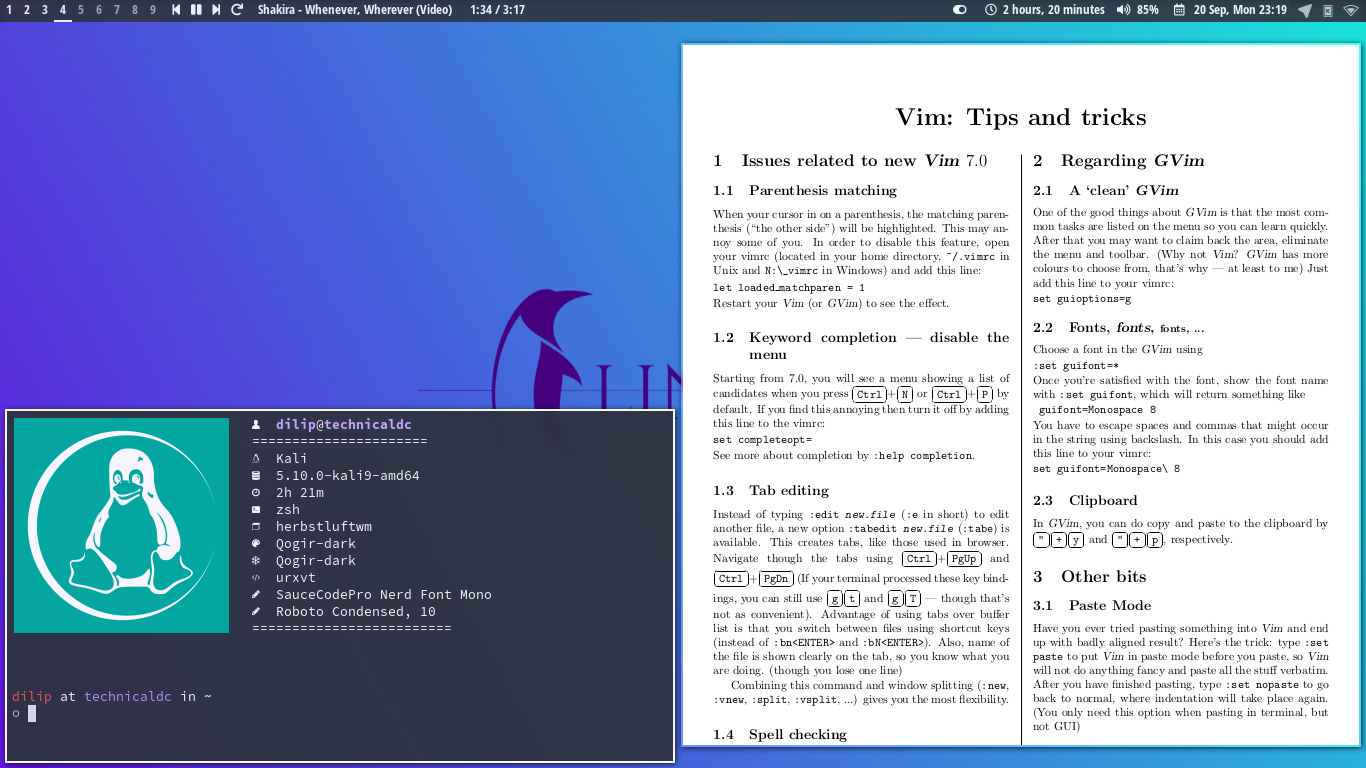 1 2 3 4 5 6 7 8 9 Shakira - Whenever, Wherever (Video) 1:34 / 3:17 2 hours, 20 minutes 85% 20 Sep, Mon 23:19
LIN
dilip@technicaldc
======================
Kali
5.10.0-kali9-amd64
2h 21m
zsh
herbstluftwm
Qogir-dark
Qogir-dark
urxvt
SauceCodePro Nerd Font Mono
Roboto Condensed, 10
=========================
dilip at technicaldc in ~
Vim: Tips and tricks
1 Issues related to new Vim 7.0
1.1 Parenthesis matching
When your cursor in on a parenthesis, the matching paren-
thesis (“the other side”) will be highlighted. This may an-
noy some of you. In order to disable this feature, open
your vimrc (located in your home directory, ~/.vimrc in
Unix and N:\_vimrc in Windows) and add this line:
let loaded_matchparen = 1
Restart your Vim (or GVim) to see the effect.
1.2 Keyword completion — disable the
menu
Starting from 7.0, you will see a menu showing a list of
candidates when you press Ctrl+N or Ctrl+P by
default. If you find this annoying then turn it off by adding
this line to the vimrc:
set completeopt=
See more about completion by :help completion.
1.3 Tab editing
Instead of typing :edit new.file (:e in short) to edit
another file, a new option :tabedit new.file (:tabe) is
available. This creates tabs, like those used in browser.
Navigate though the tabs using Ctrl+PgUp and
Ctrl+PgDn (If your terminal processed these key bind-
ings, you can still use g t and g T — though that’s
not as convenient). Advantage of using tabs over buffer
list is that you switch between files using shortcut keys
(instead of :bn<ENTER> and :bN<ENTER>). Also, name of
the file is shown clearly on the tab, so you know what you
are doing. (though you lose one line)
Combining this command and window splitting (:new,
:vnew, :split, :vsplit, ...) gives you the most flexibility.
1.4 Spell checking
2 Regarding GVim
2.1 A ‘clean’ GVim
One of the good things about GVim is that the most com-
mon tasks are listed on the menu so you can learn quickly.
After that you may want to claim back the area, eliminate
the menu and toolbar. (Why not Vim? GVim has more
colours to choose from, that’s why — at least to me) Just
add this line to your vimrc:
set guioptions=g
2.2 Fonts, fonts, fonts, ...
Choose a font in the GVim using
:set guifont=*
Once you’re satisfied with the font, show the font name
with :set guifont, which will return something like
guifont=Monospace 8
You have to escape spaces and commas that might occur
in the string using backslash. In this case you should add
this line to vimrc:
set guifont=Monospace\ 8
2.3 Clipboard
In GVim, you can do copy and paste to the clipboard by
" + y and " + p, respectively.
3 Other bits
3.1 Paste Mode
Have you ever tried pasting something into Vim and end
up with badly aligned result? Here’s the trick: type :set
paste to put Vim in paste mode before you paste, so Vim
will not do anything fancy and paste all the stuff verbatim.
After you have finished pasting, type :set nopaste to go
back to normal, where indentation will take place again.
(You only need this option when pasting in terminal, but
not GUI)